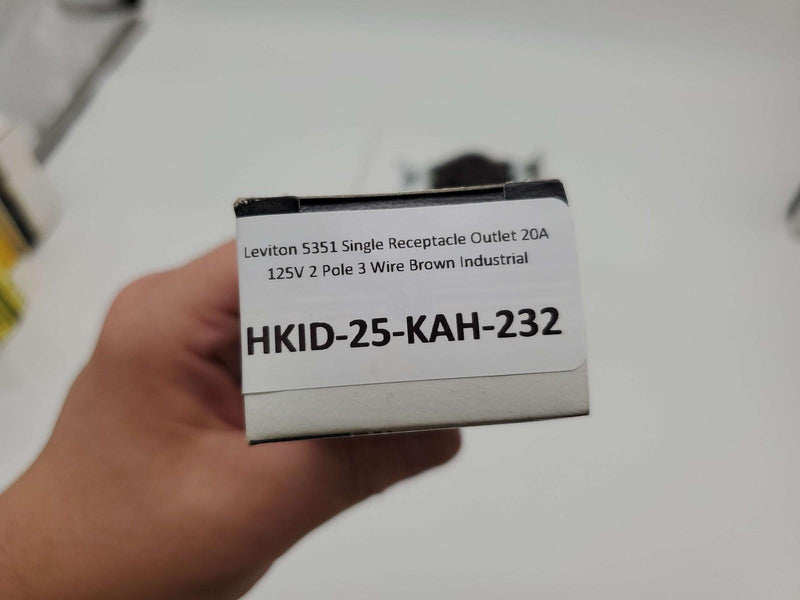 Leviton 5351 Single Receptacle Outlet 20A
125V 2 Pole 3 Wire Brown Industrial
HKID-25-KAH-232